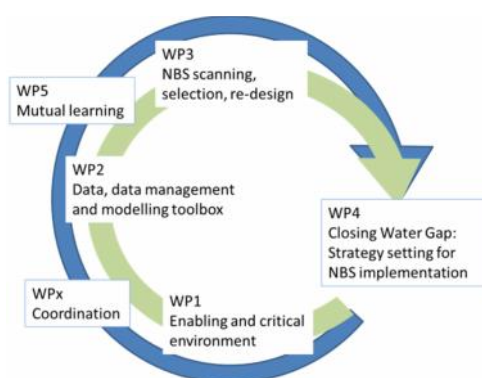 WP3
NBS scanning,
selection, re-design
WP5
Mutual learning
WP2
Data, data management
and modelling toolbox
WP4
Closing Water Gap:
Strategy setting for
NBS implementation
WPx
Coordination
WP1
Enabling and critical
environment